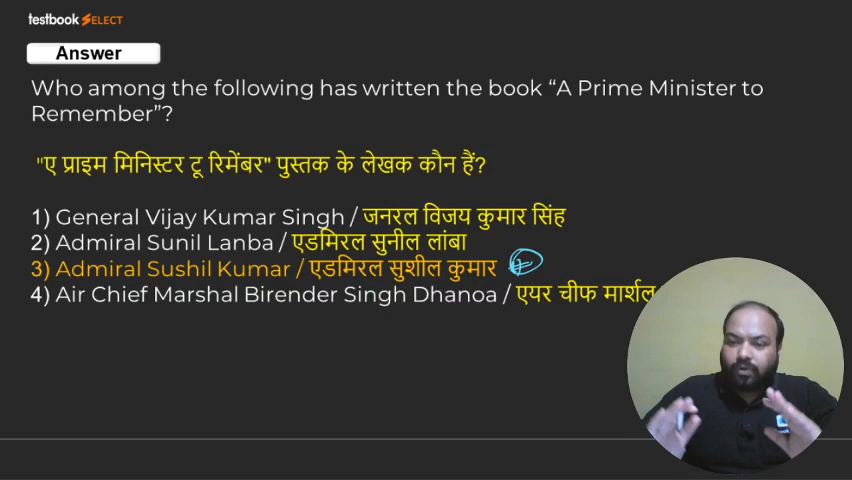 testbook SELECT
Answer
Who among the following has written the book “A Prime Minister to
Remember”?
"ए प्राइम मिनिस्टर टू रिमेंबर" पुस्तक के लेखक कौन हैं?
1) General Vijay Kumar Singh / जनरल विजय कुमार सिंह
2) Admiral Sunil Lanba / एडमिरल सुनील लांबा
3) Admiral Sushil Kumar / एडमिरल सुशील कुमार
4) Air Chief Marshal Birender Singh Dhanoa / एयर चीफ मार्शल